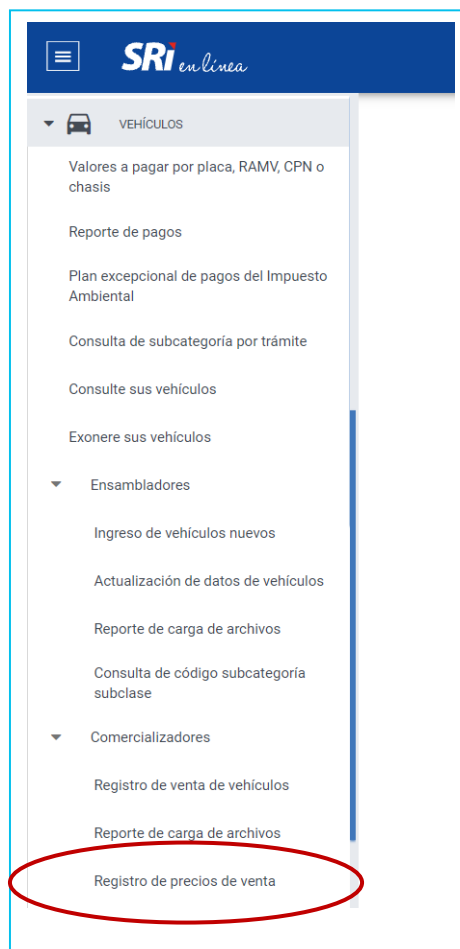 SRi en línea
VEHÍCULOS
Valores a pagar por placa, RAMV, CPN o
chasis
Reporte de pagos
Plan excepcional de pagos del Impuesto
Ambiental
Consulta de subcategoría por trámite
Consulte sus vehículos
Exonere sus vehículos
Ensambladores
Ingreso de vehículos nuevos
Actualización de datos de vehículos
Reporte de carga de archivos
Consulta de código subcategoría
subclase
Comercializadores
Registro de venta de vehículos
Reporte de carga de archivos
Registro de precios de venta